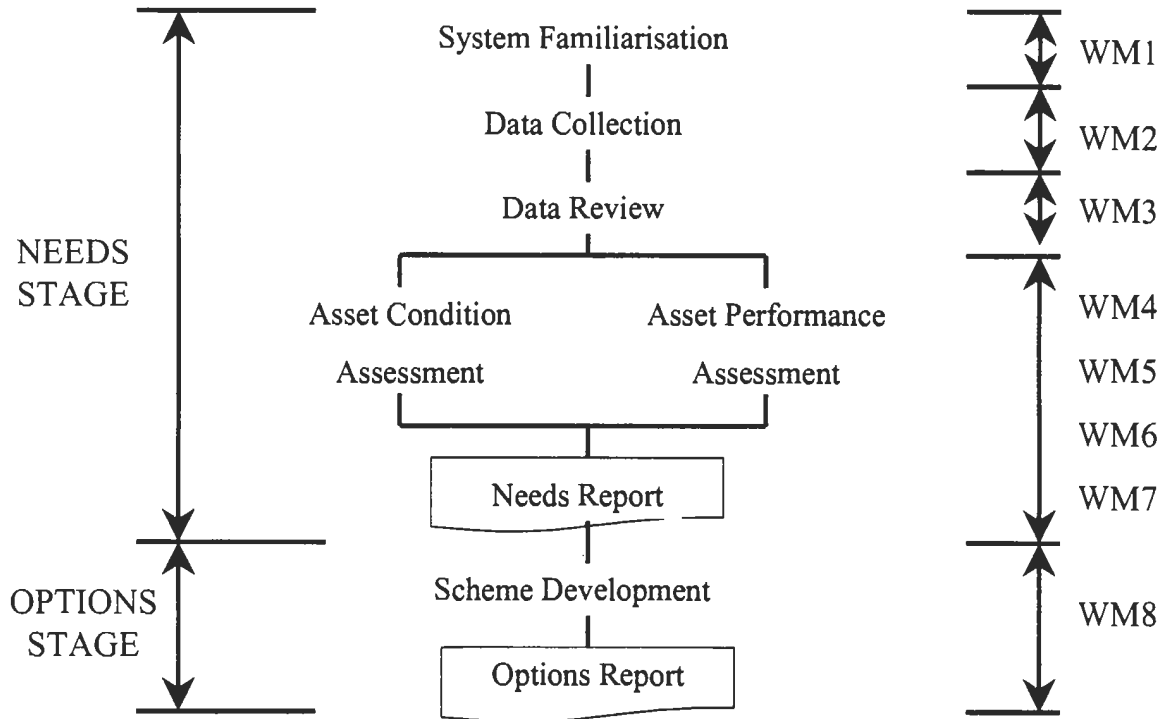 System Familiarisation
WM1
Data Collection
WM2
Data Review
WM3
NEEDS
STAGE
Asset Condition
Assessment
Asset Performance
Assessment
WM4
WM5
WM6
WM7
Needs Report
Scheme Development
OPTIONS
STAGE
WM8
Options Report